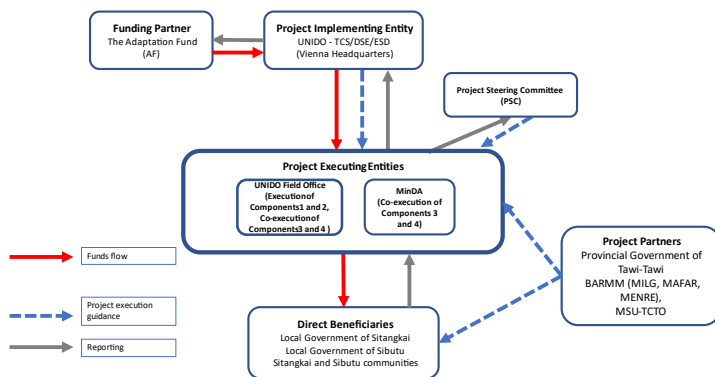 Funding Partner
The Adaptation Fund
(AF)
Project Implementing Entity
UNIDO - TCS/DSE/ESD
(Vienna Headquarters)
Project Steering Committee
(PSC)
Project Executing Entities
UNIDO Field Office
(Executionof
Components1 and 2,
Co-executionof
Components3 and 4 )
MinDA
(Co-execution of
Components 3
and 4)
Project Partners
Provincial Government of
Tawi-Tawi
BARMM (MILG, MAFAR,
MENRE),
MSU-TCTO
Funds flow
Project execution
guidance
Reporting
Direct Beneficiaries
Local Government of Sitangkai
Local Government of Sibutu
Sitangkai and Sibutu communities